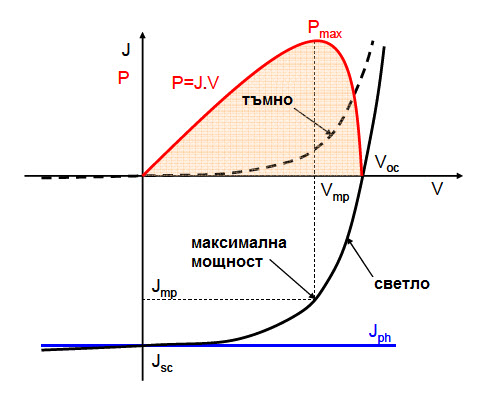 J
P
P=J.V
Pmax
тъмно
Voc
Vmp
V
максимална
мощност
светло
Jmp
Jph
Jsc